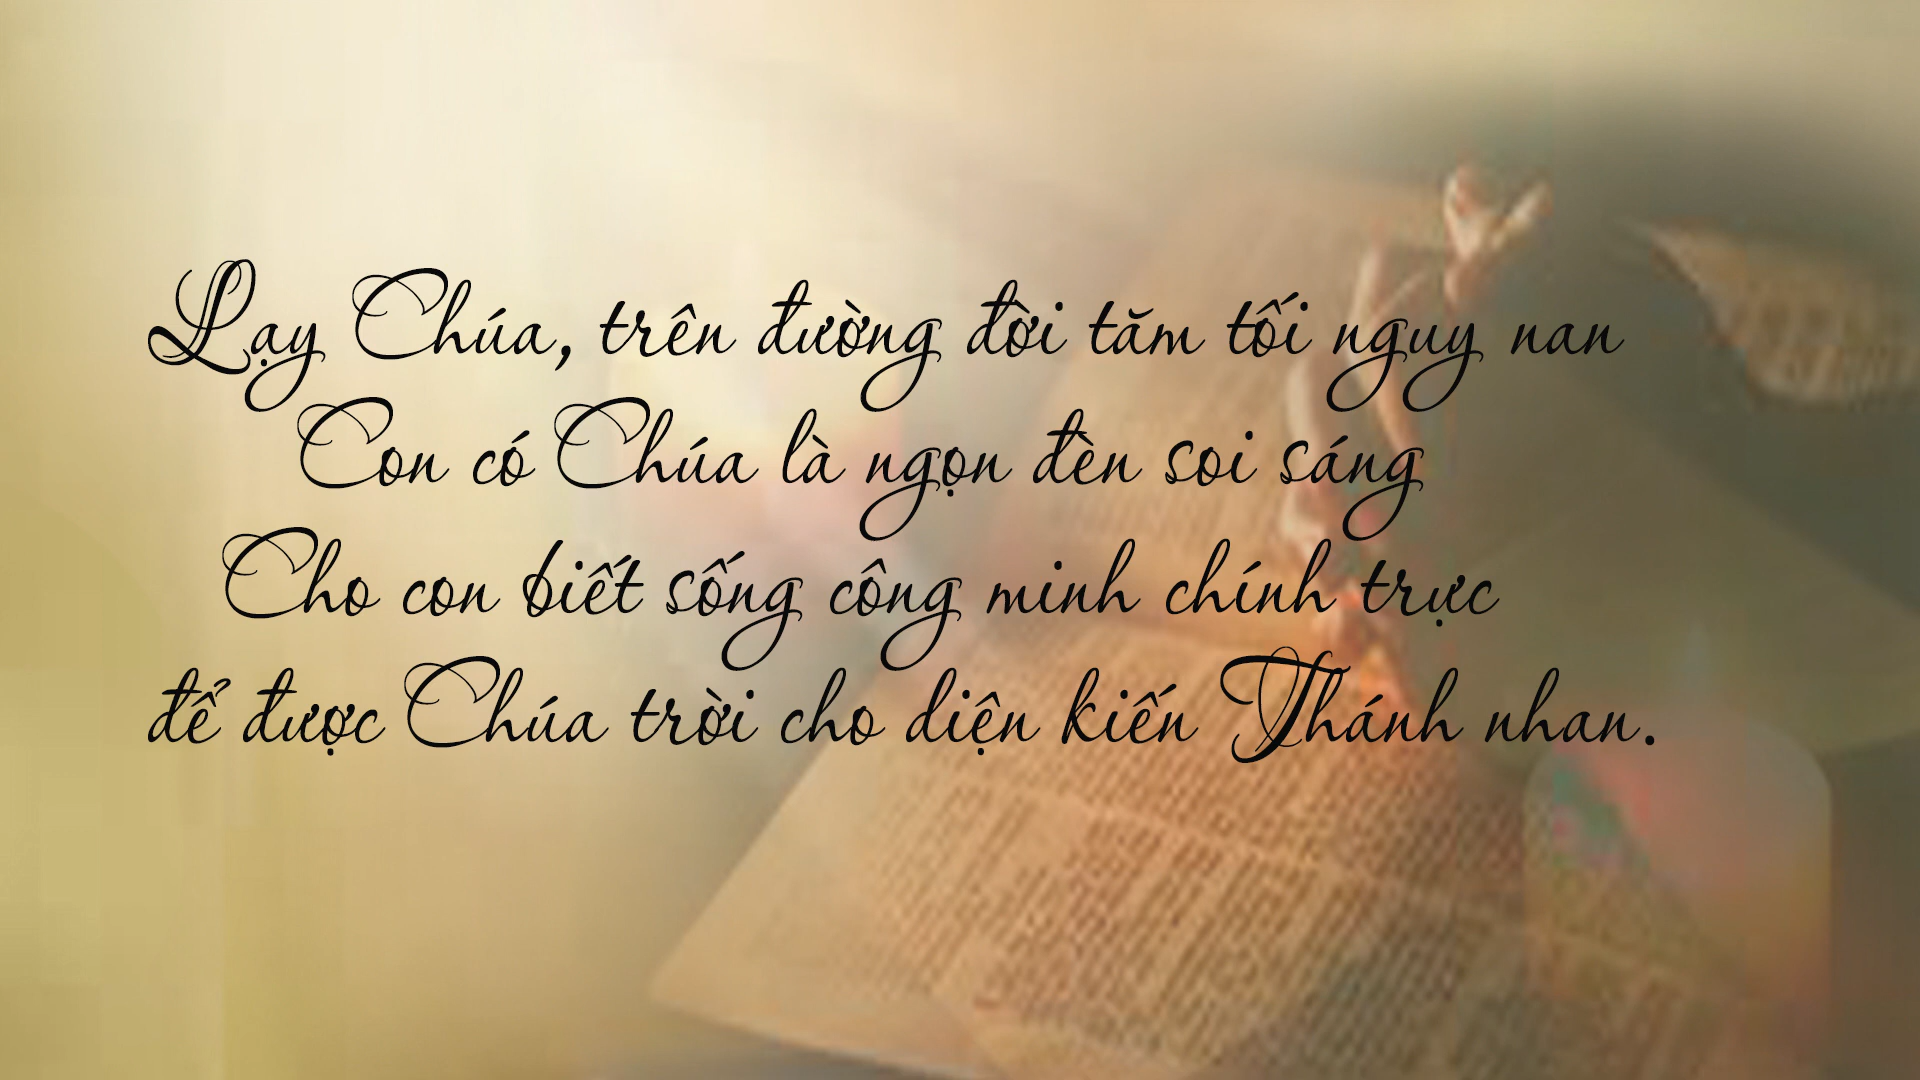 Lạy Chúa, trên đường đời tăm tối nguy nan
Con có Chúa là ngọn đèn soi sáng
Cho con biết sống công minh chính trực
để được Chúa trời cho diện kiến Thánh nhan.